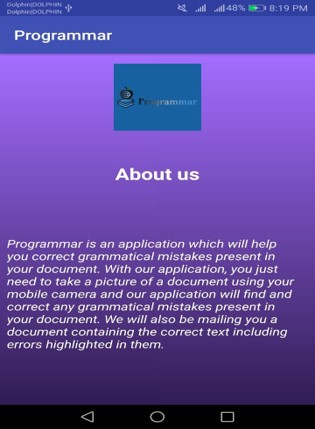 Dolphin|DOLPHIN
Dolphin|DOLPHIN
48% 8:19 PM
Programmar
Programmar
About us
Programmar is an application which will help
you correct grammatical mistakes present in
your document. With our application, you just
need to take a picture of a document using your
mobile camera and our application will find and
correct any grammatical mistakes present in
your document. We will also be mailing you a
document containing the correct text including
errors highlighted in them.